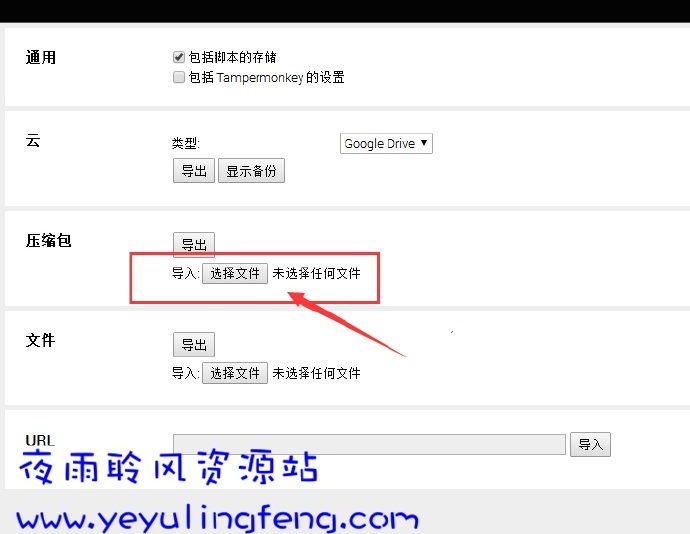 通用
包括脚本的存储
包括 Tampermonkey 的设置
云
类型: Google Drive
导出 显示备份
压缩包
导出
导入: 选择文件 未选择任何文件
文件
导出
导入: 选择文件 未选择任何文件
URL 导入
夜雨聆风资源站
www.yeyulingfeng.com